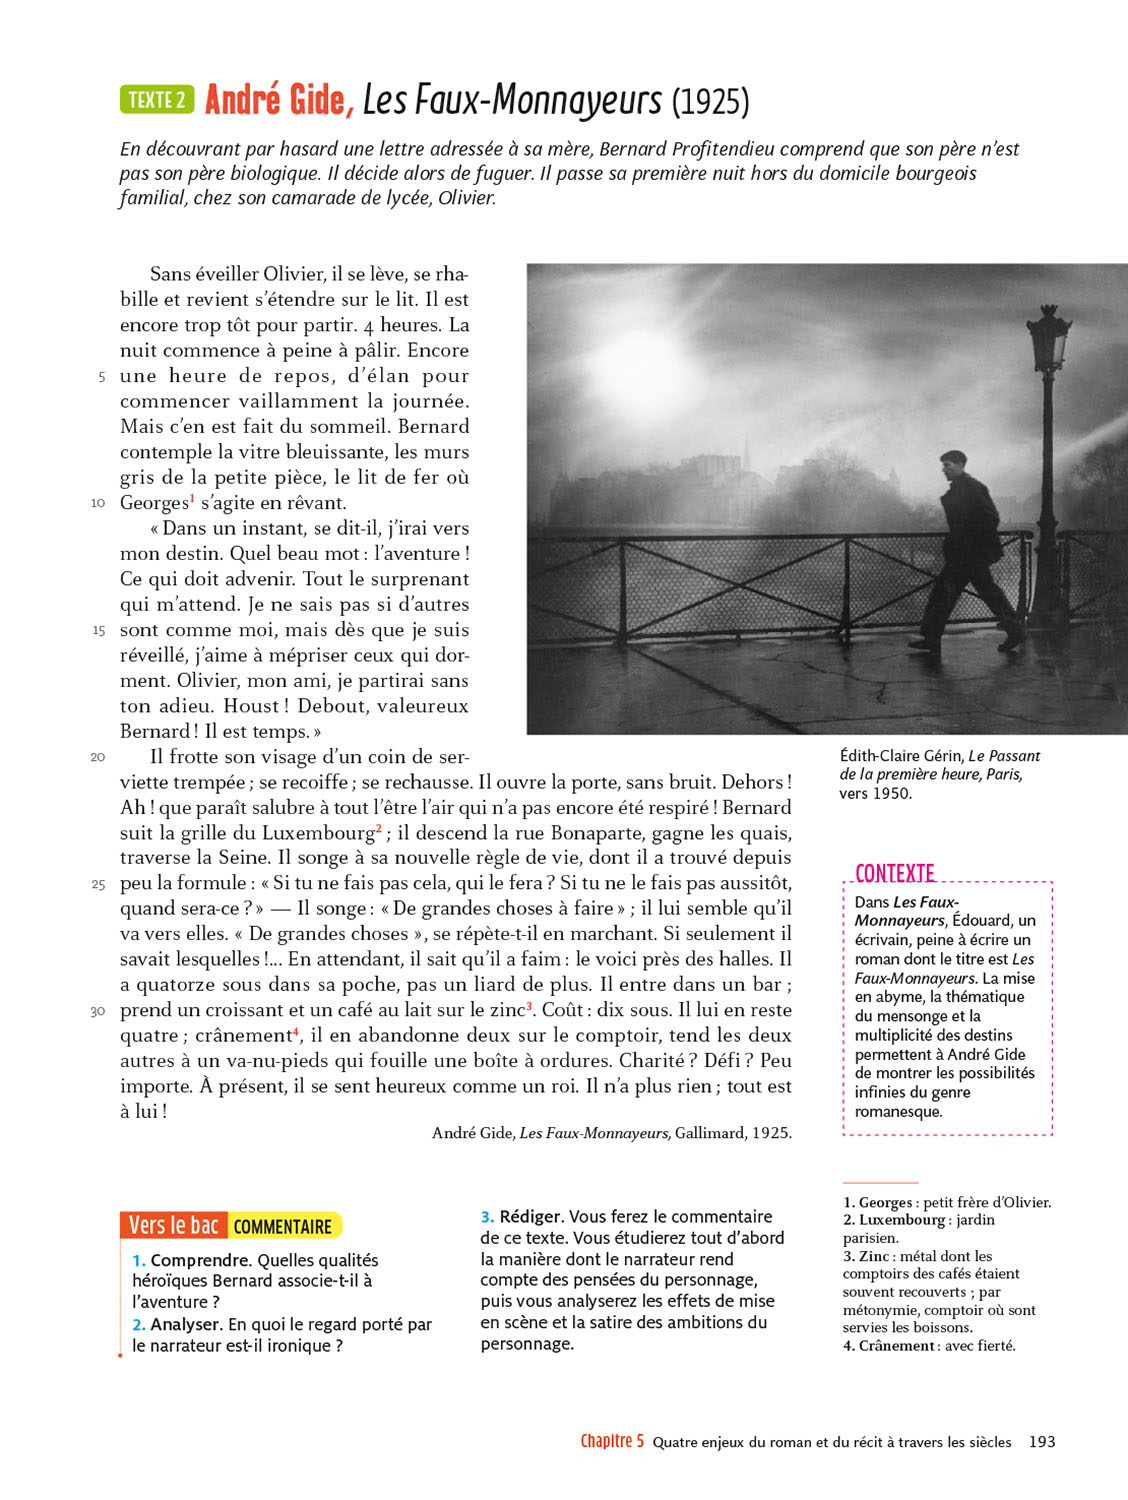 TEXTE 2 André Gide, Les Faux-Monnayeurs (1925)
En découvrant par hasard une lettre adressée à sa mère, Bernard Profitendieu comprend que son père n'est
pas son père biologique. Il décide alors de fuguer. Il passe sa première nuit hors du domicile bourgeois
familial, chez son camarade de lycée, Olivier.
Sans éveiller Olivier, il se lève, se rha-
bille et revient s'étendre sur le lit. Il est
encore trop tôt pour partir. 4 heures. La
nuit commence à peine à pâlir. Encore
5 une heure de repos, d'élan pour
commencer vaillamment la journée.
Mais c'en est fait du sommeil. Bernard
contemple la vitre bleuissante, les murs
gris de la petite pièce, le lit de fer où
10 Georges1 s'agite en rêvant.
« Dans un instant, se dit-il, j'irai vers
mon destin. Quel beau mot : l'aventure !
Ce qui doit advenir. Tout le surprenant
qui m'attend. Je ne sais pas si d'autres
15 sont comme moi, mais dès que je suis
réveillé, j'aime à mépriser ceux qui dor-
ment. Olivier, mon ami, je partirai sans
ton adieu. Houst ! Debout, valeureux
Bernard ! Il est temps. »
20 Il frotte son visage d'un coin de ser-
viette trempée ; se recoiffe ; se rechausse. Il ouvre la porte, sans bruit. Dehors !
Ah ! que paraît salubre à tout l'être l'air qui n'a pas encore été respiré ! Bernard
suit la grille du Luxembourg2 ; il descend la rue Bonaparte, gagne les quais,
traverse la Seine. Il songe à sa nouvelle règle de vie, dont il a trouvé depuis
25 peu la formule : « Si tu ne fais pas cela, qui le fera ? Si tu ne le fais pas aussitôt,
quand sera-ce ? » — Il songe : « De grandes choses à faire » ; il lui semble qu'il
va vers elles. « De grandes choses », se répète-t-il en marchant. Si seulement il
savait lesquelles !... En attendant, il sait qu'il a faim : le voici près des halles. Il
a quatorze sous dans sa poche, pas un liard de plus. Il entre dans un bar ;
30 prend un croissant et un café au lait sur le zinc3. Coût : dix sous. Il lui en reste
quatre ; crânement4, il en abandonne deux sur le comptoir, tend les deux
autres à un va-nu-pieds qui fouille une boîte à ordures. Charité ? Défi ? Peu
importe. À présent, il se sent heureux comme un roi. Il n'a plus rien ; tout est
à lui !
André Gide, Les Faux-Monnayeurs, Gallimard, 1925.
Édith-Claire Gérin, Le Passant
de la première heure, Paris,
vers 1950.
CONTEXTE
Dans Les Faux-
Monnayeurs, Édouard, un
écrivain, peine à écrire un
roman dont le titre est Les
Faux-Monnayeurs. La mise
en abyme, la thématique
du mensonge et la
multiplicité des destins
permettent à André Gide
de montrer les possibilités
infinies du genre
romanesque.
1. Georges : petit frère d'Olivier.
2. Luxembourg : jardin
parisien.
3. Zinc : métal dont les
comptoirs des cafés étaient
souvent recouverts ; par
métonymie, comptoir où sont
servies les boissons.
4. Crânement : avec fierté.
Vers le bac COMMENTAIRE
1. Comprendre. Quelles qualités
héroïques Bernard associe-t-il à
l'aventure ?
2. Analyser. En quoi le regard porté par
le narrateur est-il ironique ?
3. Rédiger. Vous ferez le commentaire
de ce texte. Vous étudierez tout d'abord
la manière dont le narrateur rend
compte des pensées du personnage,
puis vous analyserez les effets de mise
en scène et la satire des ambitions du
personnage.
Chapitre 5 Quatre enjeux du roman et du récit à travers les siècles 193